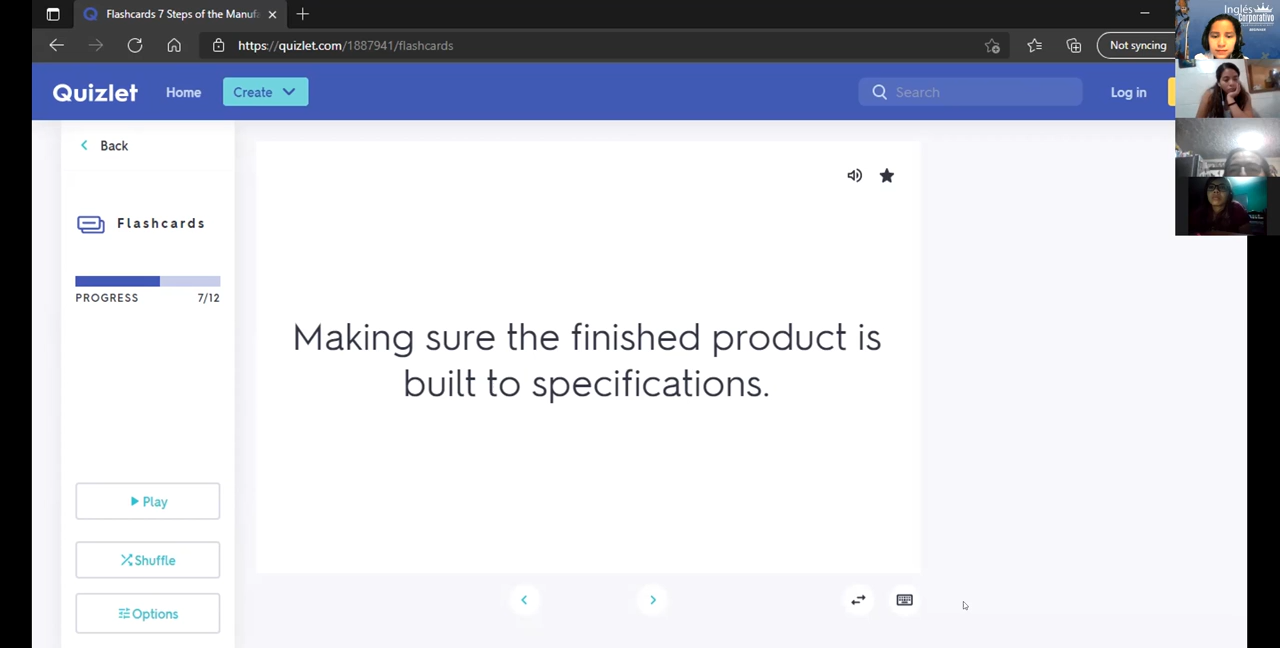 Flashcards 7 Steps of the Manufa
https://quizlet.com/1887941/flashcards
Not syncing
Inglés
Corporativo
Quizlet
Home
Create
Search
Log in
Back
Flashcards
PROGRESS 7/12
Making sure the finished product is
built to specifications.
Play
Shuffle
Options